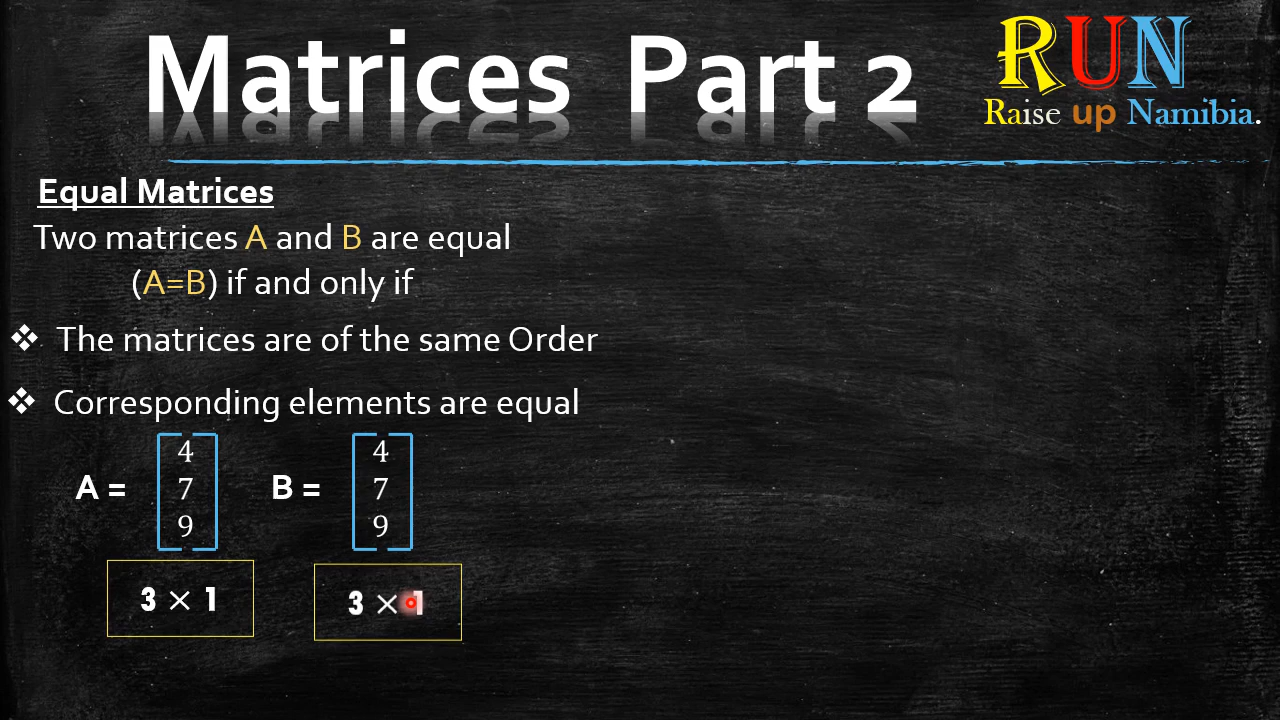 Matrices Part 2
RUN
Raise up Namibia.
Equal Matrices
Two matrices A and B are equal
(A=B) if and only if
❖ The matrices are of the same Order
❖ Corresponding elements are equal
A = [4 7 9] B = [4 7 9]
3 × 1 3 × 1